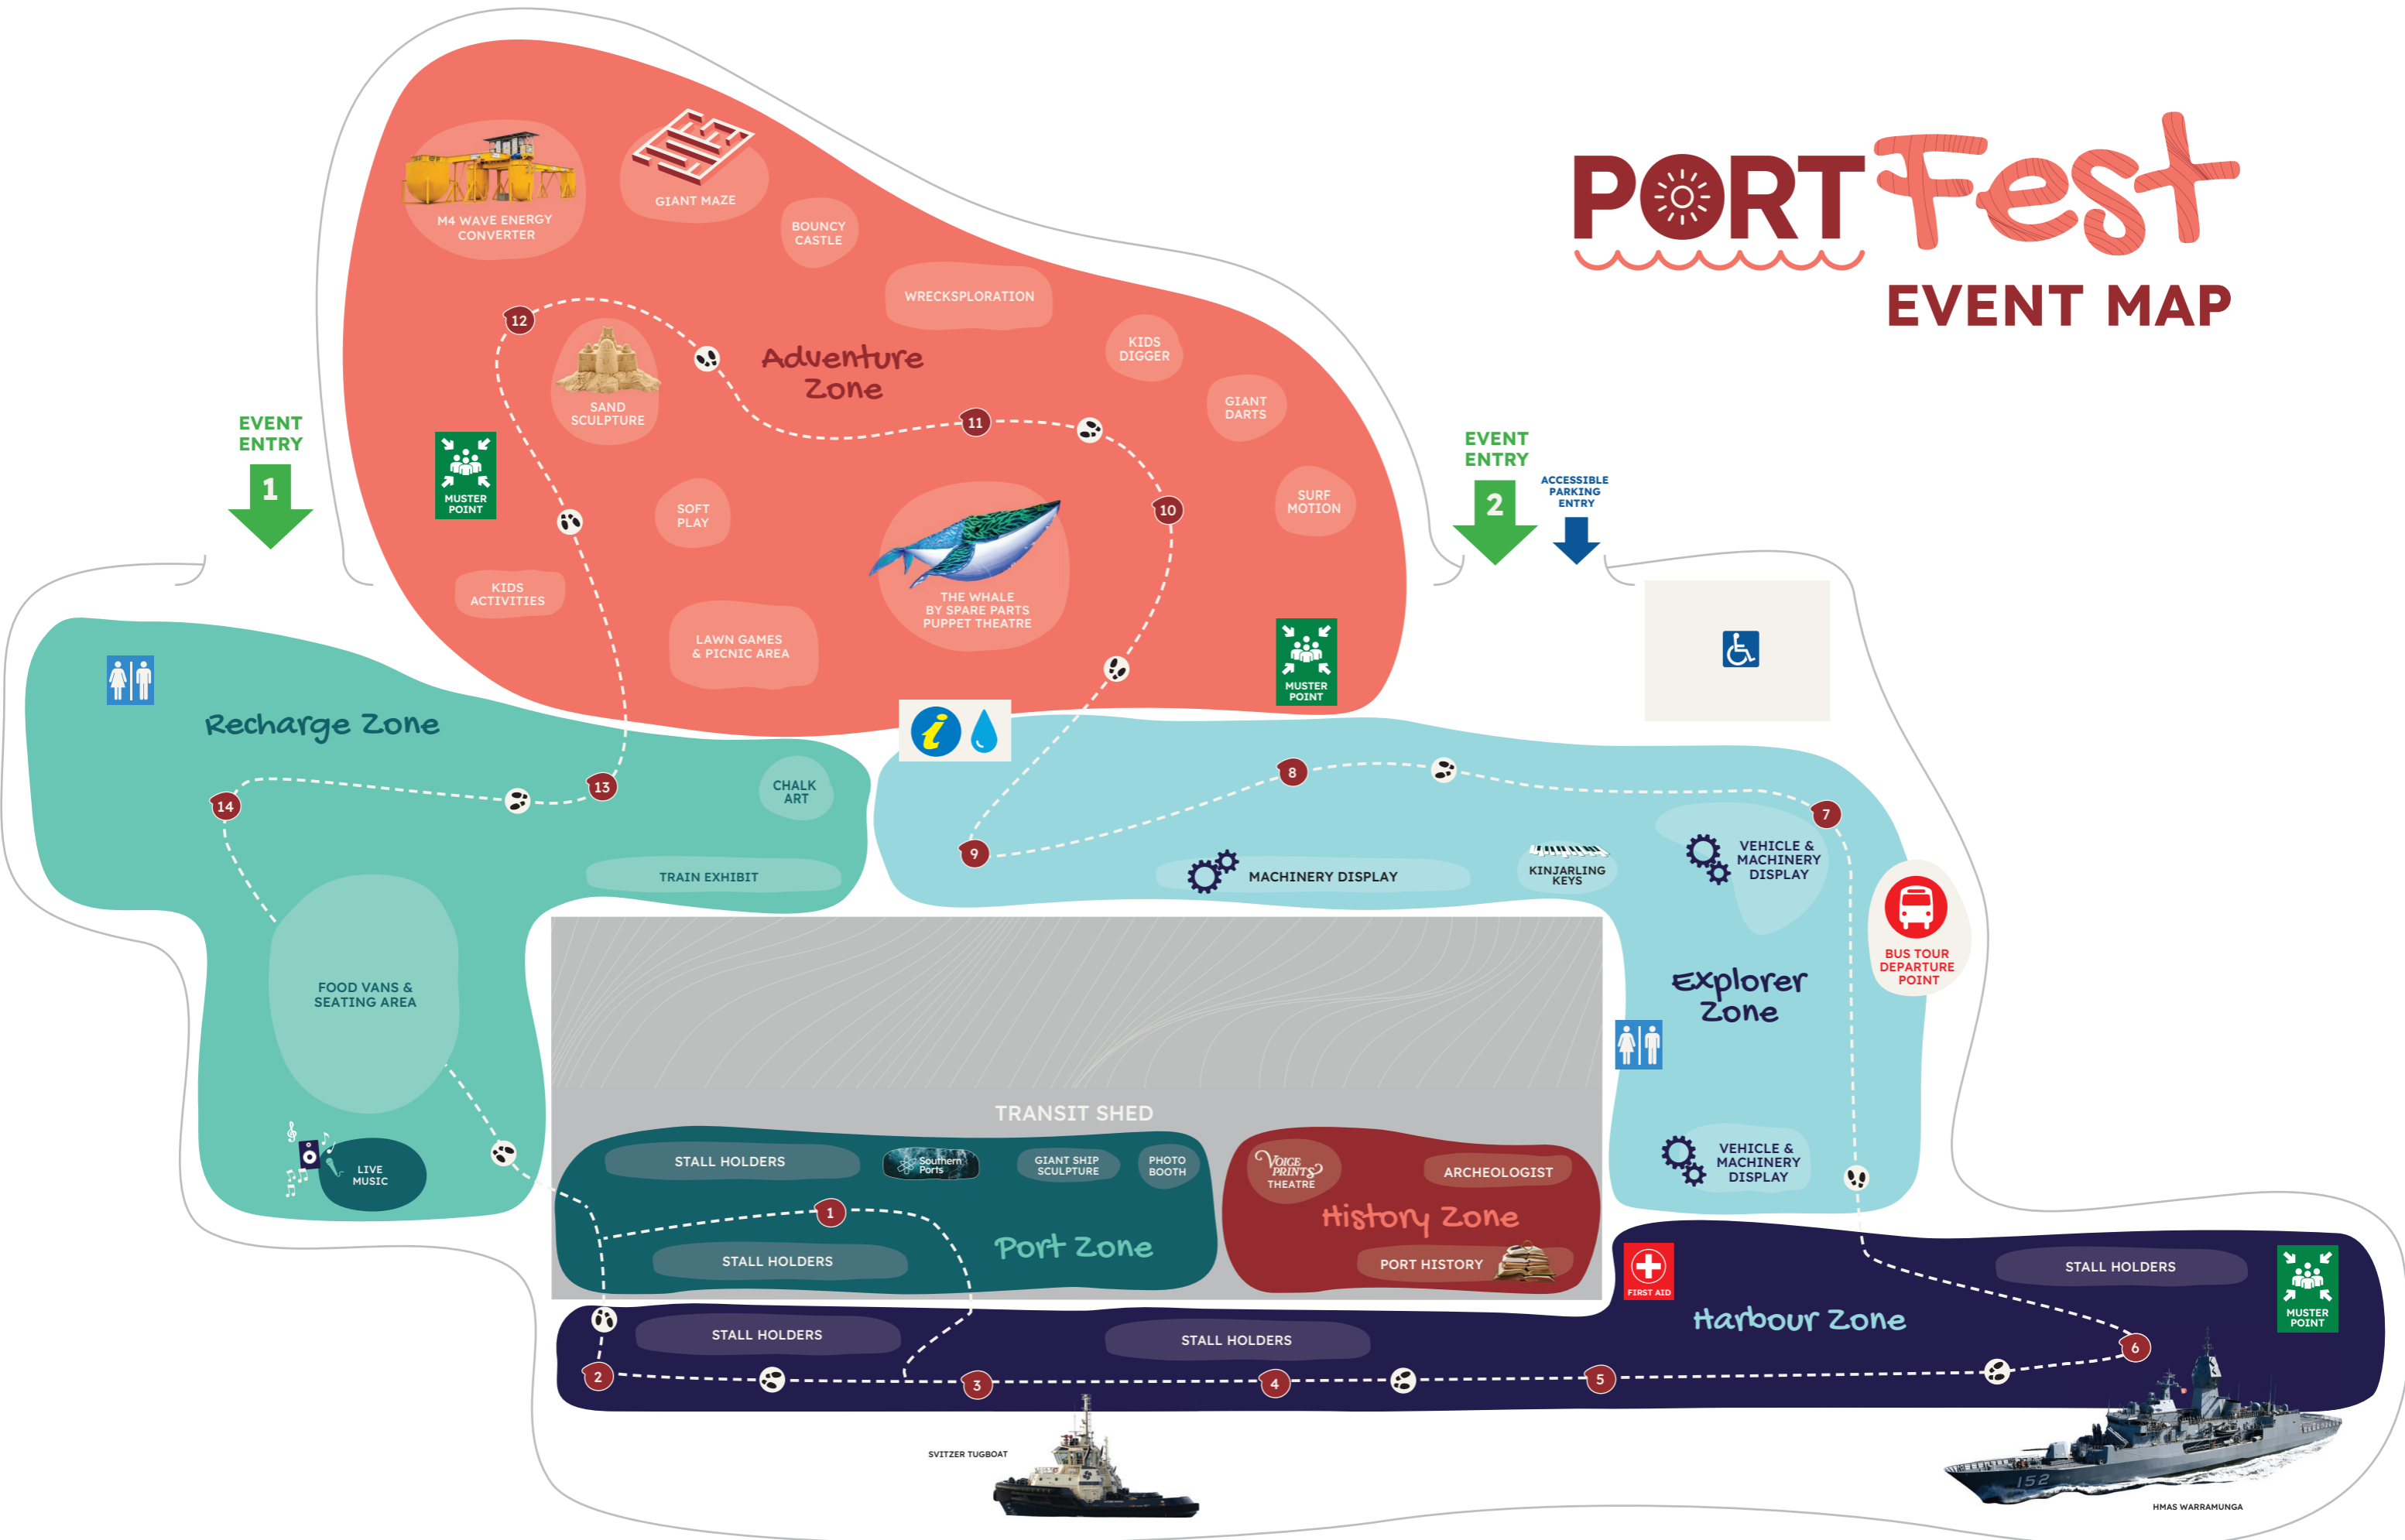 PORT Fest
EVENT MAP
M4 WAVE ENERGY
CONVERTER
GIANT MAZE
BOUNCY
CASTLE
WRECKSPLORATION
KIDS
DIGGER
GIANT
DARTS
SURF
MOTION
12
SAND
SCULPTURE
Adventure
Zone
11
10
EVENT
ENTRY
1
MUSTER
POINT
SOFT
PLAY
KIDS
ACTIVITIES
LAWN GAMES
& PICNIC AREA
THE WHALE
BY SPARE PARTS
PUPPET THEATRE
MUSTER
POINT
EVENT
ENTRY
2
ACCESSIBLE
PARKING
ENTRY
i
Recharge Zone
14
13
CHALK
ART
TRAIN EXHIBIT
FOOD VANS &
SEATING AREA
LIVE
MUSIC
9
8
7
MACHINERY DISPLAY
KINJARLING
KEYS
VEHICLE &
MACHINERY
DISPLAY
BUS TOUR
DEPARTURE
POINT
Explorer
Zone
VEHICLE &
MACHINERY
DISPLAY
TRANSIT SHED
STALL HOLDERS
Southern
Ports
GIANT SHIP
SCULPTURE
PHOTO
BOOTH
1
STALL HOLDERS
Port Zone
VOICE
PRINTS
THEATRE
ARCHEOLOGIST
History Zone
PORT HISTORY
FIRST AID
Harbour Zone
STALL HOLDERS
MUSTER
POINT
STALL HOLDERS
STALL HOLDERS
2
3
4
5
6
SVITZER TUGBOAT
152
HMAS WARRAMUNGA